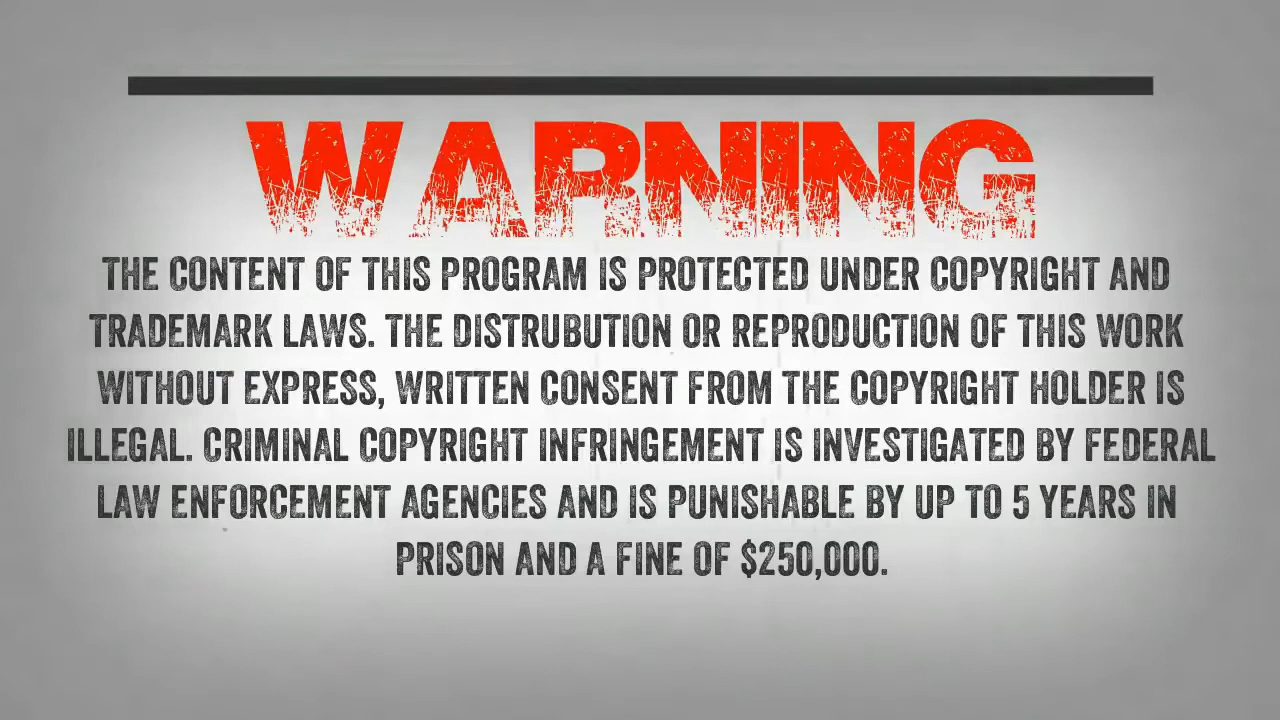 WARNING
THE CONTENT OF THIS PROGRAM IS PROTECTED UNDER COPYRIGHT AND
TRADEMARK LAWS. THE DISTRUBUTION OR REPRODUCTION OF THIS WORK
WITHOUT EXPRESS, WRITTEN CONSENT FROM THE COPYRIGHT HOLDER IS
ILLEGAL. CRIMINAL COPYRIGHT INFRINGEMENT IS INVESTIGATED BY FEDERAL
LAW ENFORCEMENT AGENCIES AND IS PUNISHABLE BY UP TO 5 YEARS IN
PRISON AND A FINE OF $250,000.